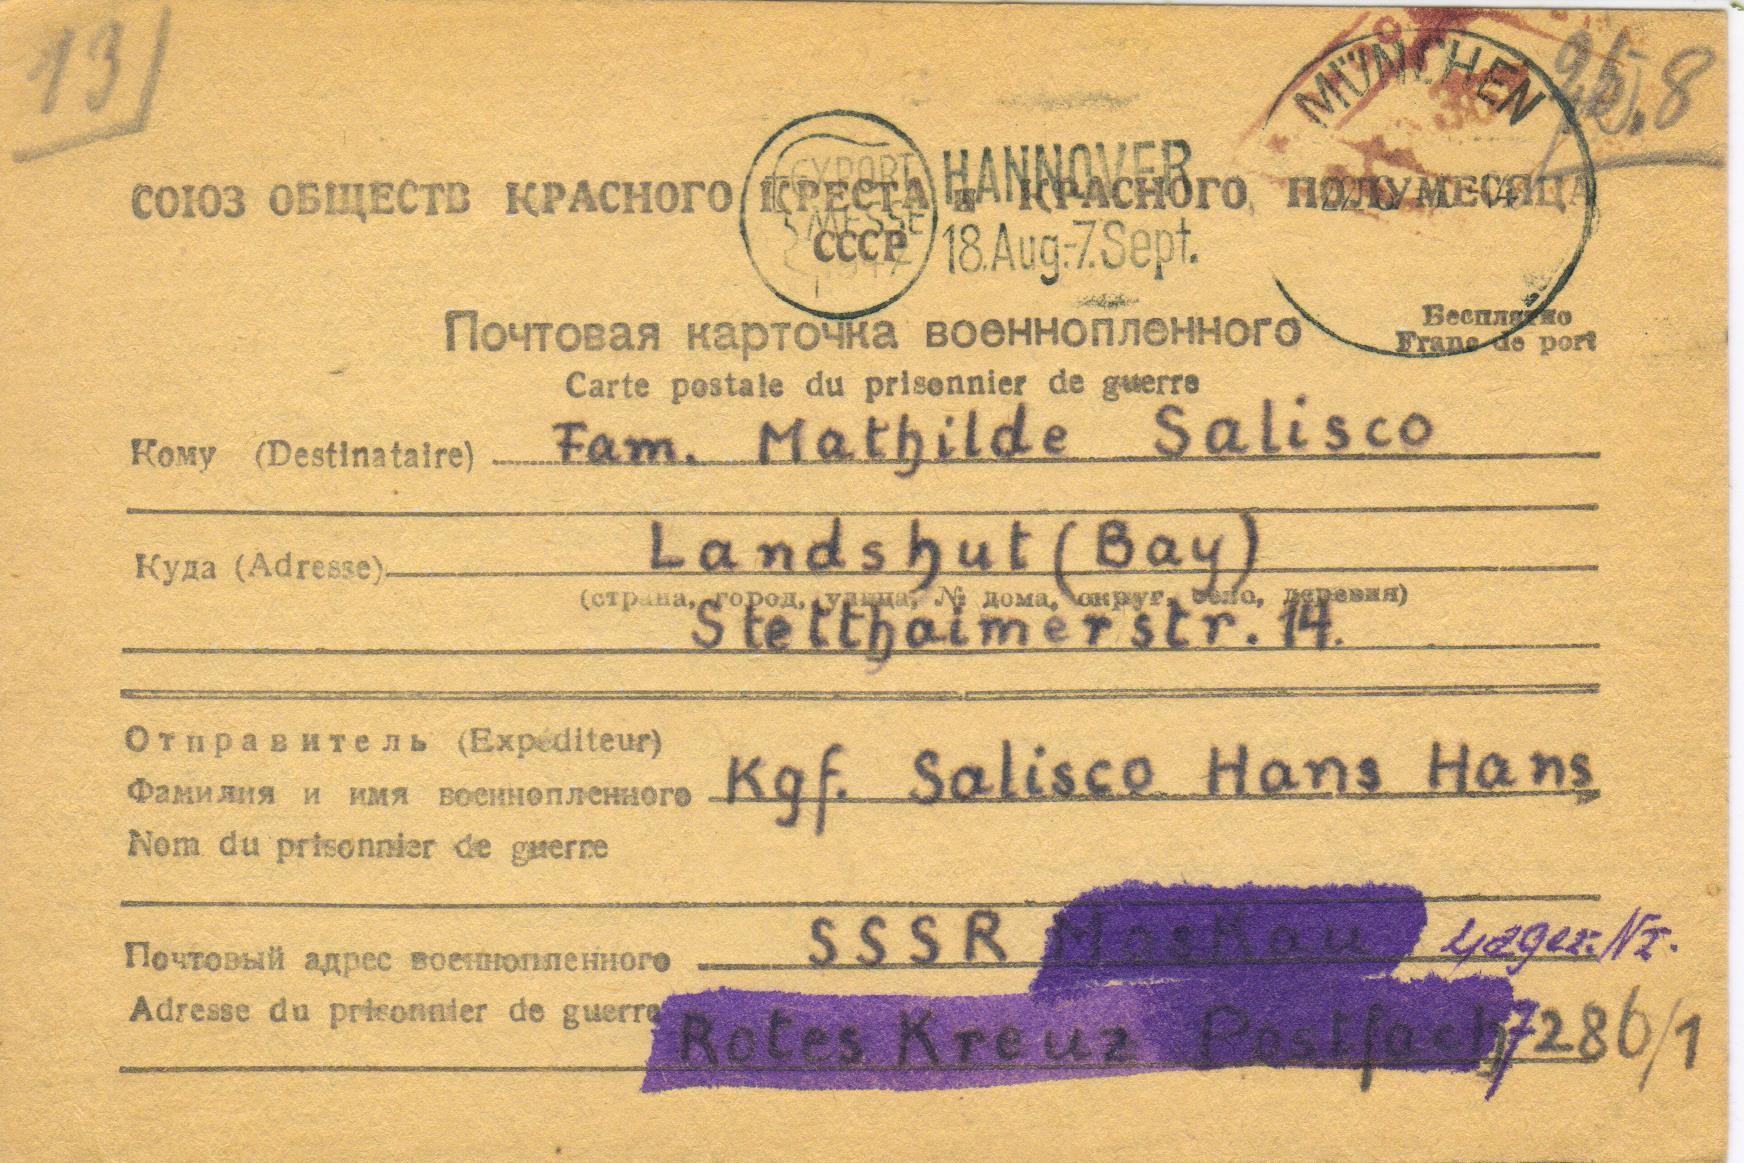 13
MÜNCHEN
8
EXPORT
MESSE
1947
HANNOVER
18.Aug.-7.Sept.
СОЮЗ ОБЩЕСТВ КРАСНОГО КРЕСТА и КРАСНОГО ПОЛУМЕСЯЦА
СССР
Почтовая карточка военнопленного
Бесплатно
Franc de port
Carte postale du prisonnier de guerre
Кому (Destinataire) Fam. Mathilde Salisco
Куда (Adresse) Landshut (Bay)
(страна, город, улица, № дома, округ, село, деревня)
Stetthaimerstr. 14.
Отправитель (Expéditeur)
Фамилия и имя военнопленного Kgf. Salisco Hans Hans
Nom du prisonnier de guerre
Почтовый адрес военнопленного SSSR Moskau Lager. Nr.
Adresse du prisonnier de guerre Rotes Kreuz Postfach 7286/1